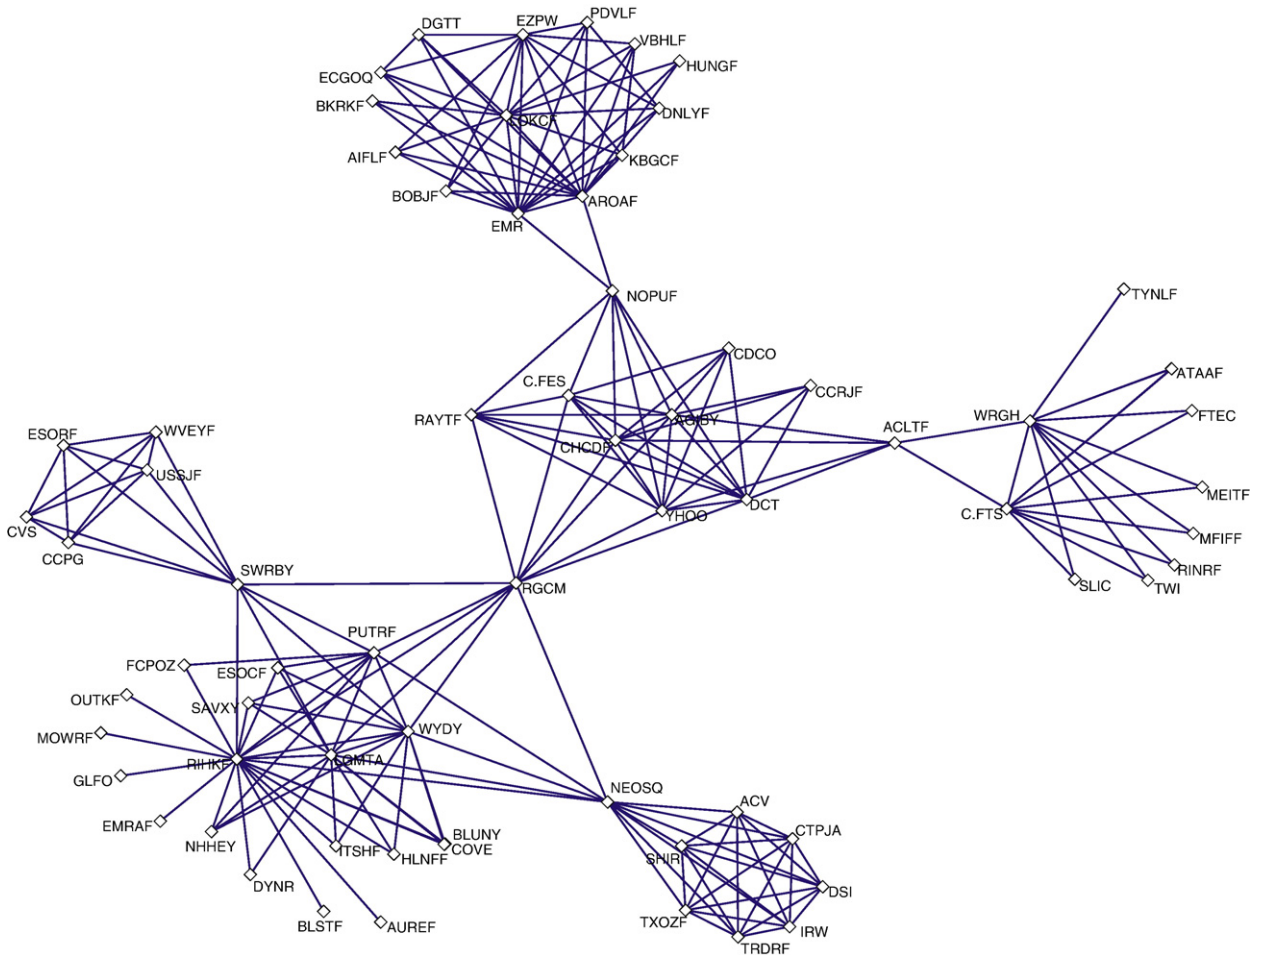 PDVLF
DGTT
EZPW
VBHLF
HUNGF
ECGOQ
BKRKF
DNLYF
AIFLF
KBGCF
BOBJF
AROAF
EMR
NOPUF
TYNLF
CDCO
ATAAF
C.FES
CCRJF
FTEC
WRGH
RAYTF
AGIBY
ACLTF
ESORF
WVEYF
CHCDF
USSJF
MEITF
DCT
C.FTS
YHOO
CVS
MFIFF
CCPG
RINRF
SWRBY
RGCM
SLIC
TWI
PUTRF
FCPOZ
ESOCF
OUTKF
SAVXY
WYDY
MOWRF
RIHKF
LGMTA
GLFO
NEOSQ
ACV
EMRAF
CTPJA
BLUNY
NHHEY
ITSHF
COVE
HLNFF
SHIR
DYNR
DSI
TXOZF
BLSTF
AUREF
IRW
TRDRF